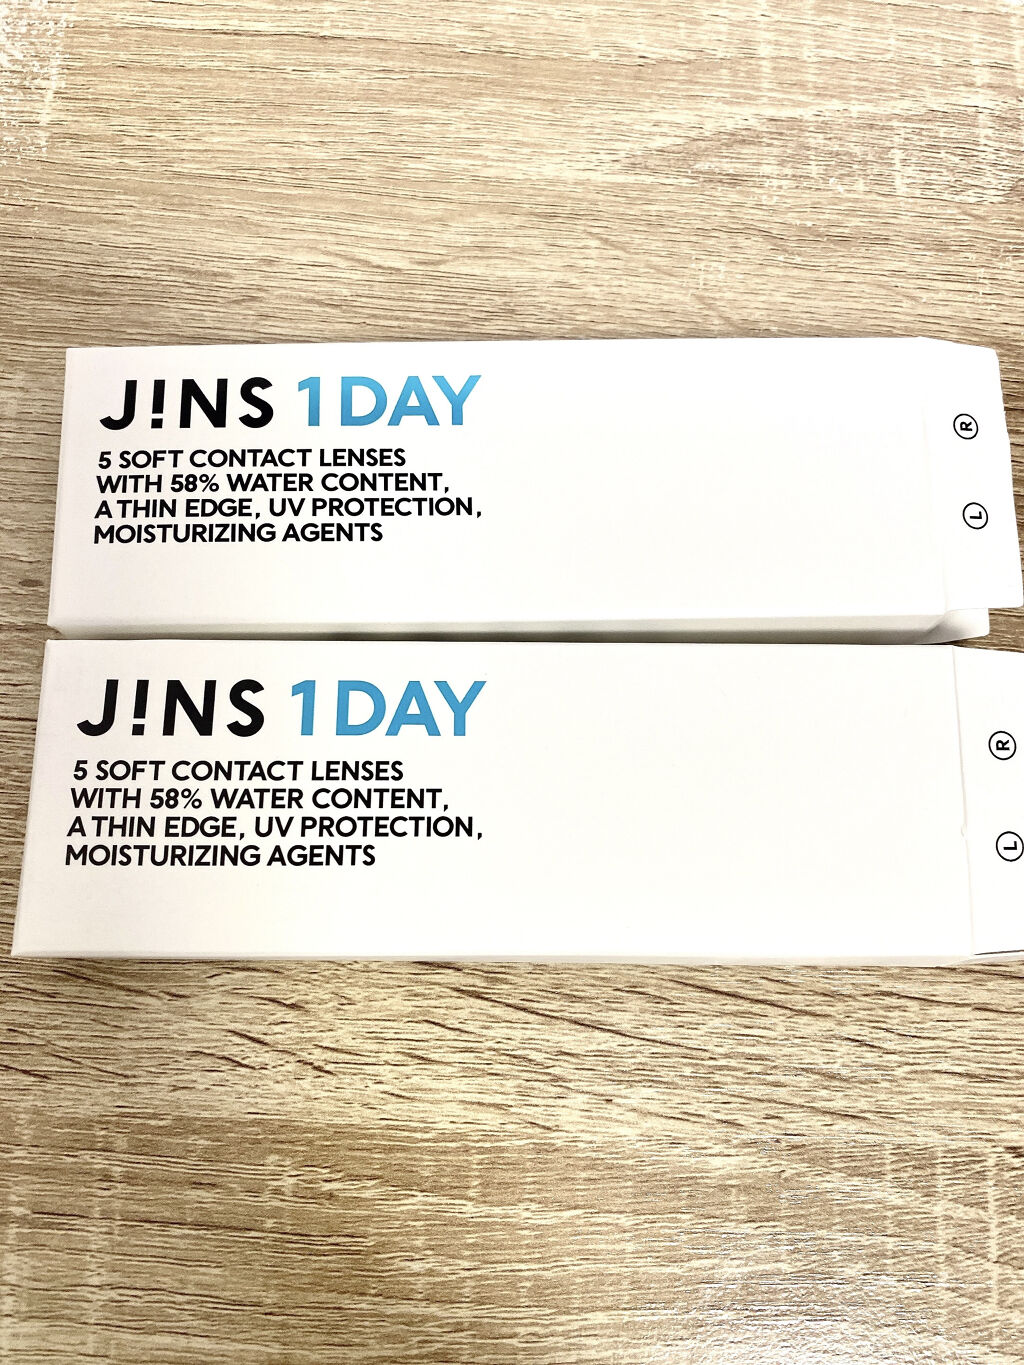 J!NS 1DAY
5 SOFT CONTACT LENSES
WITH 58% WATER CONTENT,
A THIN EDGE, UV PROTECTION,
MOISTURIZING AGENTS
R
L
J!NS 1DAY
5 SOFT CONTACT LENSES
WITH 58% WATER CONTENT,
A THIN EDGE, UV PROTECTION,
MOISTURIZING AGENTS
R
L